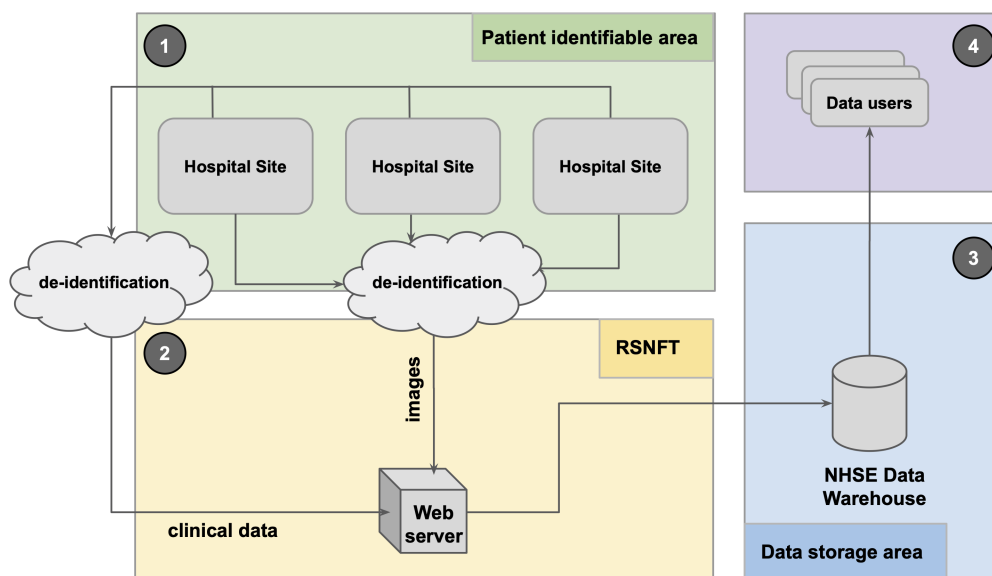 1
Patient identifiable area
4
Data users
Hospital Site
Hospital Site
Hospital Site
de-identification
de-identification
3
2
RSNFT
images
NHSE Data
Warehouse
Web
server
clinical data
Data storage area